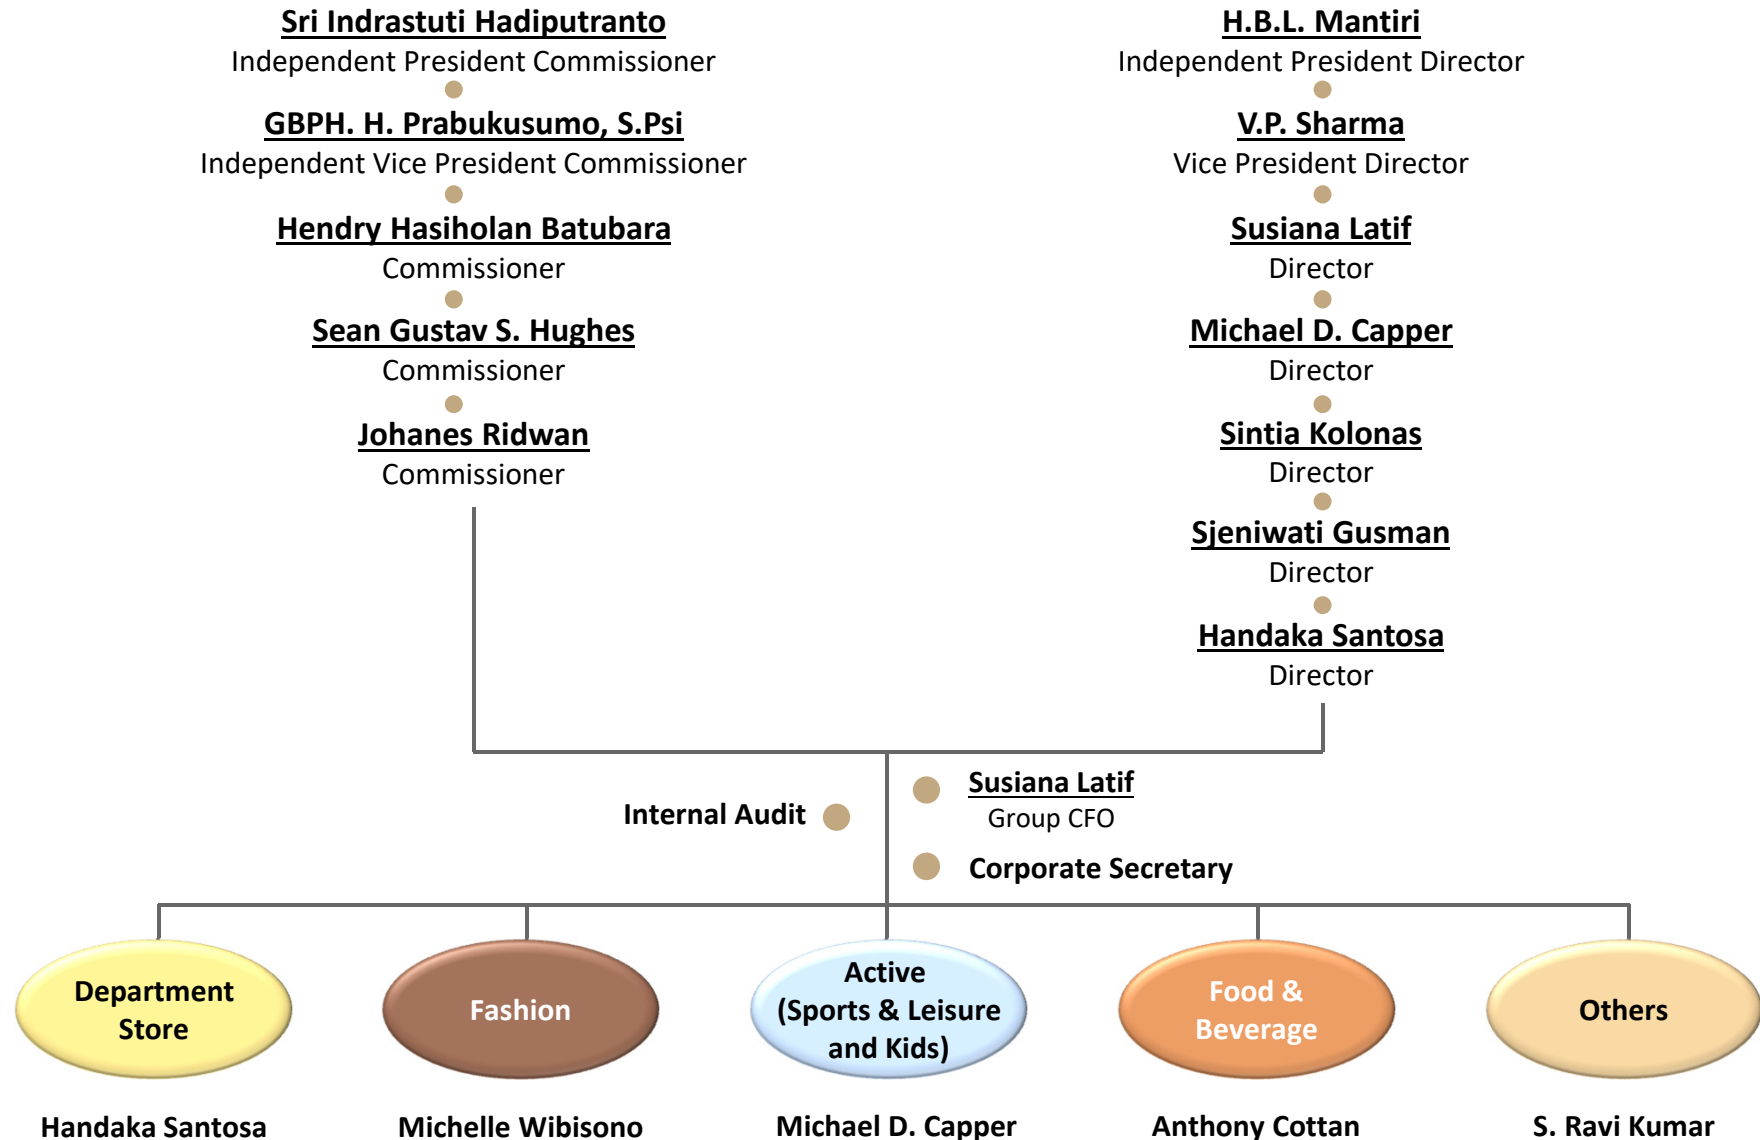 Sri Indrastuti Hadiputranto
Independent President Commissioner
GBPH. H. Prabukusumo, S.Psi
Independent Vice President Commissioner
Hendry Hasiholan Batubara
Commissioner
Sean Gustav S. Hughes
Commissioner
Johanes Ridwan
Commissioner
H.B.L. Mantiri
Independent President Director
V.P. Sharma
Vice President Director
Susiana Latif
Director
Michael D. Capper
Director
Sintia Kolonas
Director
Sjeniwati Gusman
Director
Handaka Santosa
Director
Internal Audit
Susiana Latif
Group CFO
Corporate Secretary
Department
Store
Fashion
Active
(Sports & Leisure
and Kids)
Food &
Beverage
Others
Handaka Santosa
Michelle Wibisono
Michael D. Capper
Anthony Cottan
S. Ravi Kumar